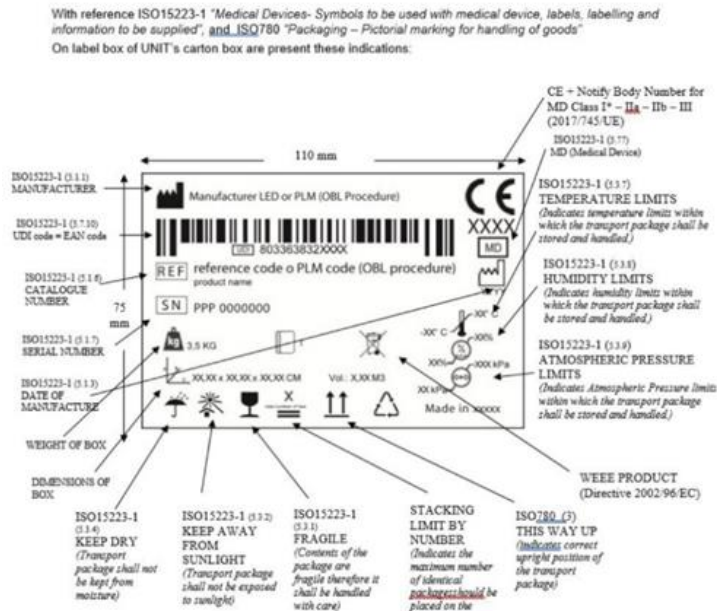 With reference ISO15223-1 "Medical Devices- Symbols to be used with medical device, labels, labelling and
information to be supplied", and ISO780 "Packaging – Pictorial marking for handling of goods"
On label box of UNIT's carton box are present these indications:
CE + Notify Body Number for
MD Class I* – IIa – IIb – III
(2017/745/UE)
110 mm
ISO15223-1 (5.77)
MD (Medical Device)
ISO15223-1 (5.1.1)
MANUFACTURER
Manufacturer LED or PLM (OBL Procedure)
CE
XXXX
ISO15223-1 (5.3.7)
TEMPERATURE LIMITS
(Indicates temperature limits within
which the transport package shall be
stored and handled.)
ISO15223-1 (5.7.10)
UDI code = EAN code
UDI 803363832XXXX
MD
REF reference code o PLM code (OBL procedure)
product name
ISO15223-1 (5.1.6)
CATALOGUE
NUMBER
ISO15223-1 (5.3.8)
HUMIDITY LIMITS
(Indicates humidity limits within
which the transport package shall
be stored and handled.)
75
mm
SN PPP 0000000
ISO15223-1 (5.1.7)
SERIAL NUMBER
kg 3.5 KG
-XX° C
-XX° C
XX%
-XX%
ISO15223-1 (5.3.9)
ATMOSPHERIC PRESSURE
LIMITS
(Indicates Atmospheric Pressure limits
within which the transport package
shall be stored and handled.)
ISO15223-1 (5.1.3)
DATE OF
MANUFACTURE
XX,XX x XX,XX x XX,XX CM
Vol.: X,XX M3
-XXX kPa
XX kPa
X
Made in XXXXX
WEIGHT OF BOX
DIMENSIONS OF
BOX
WEEE PRODUCT
(Directive 2002/96/EC)
ISO15223-1
(5.3.4)
KEEP DRY
(Transport
package shall not
be kept from
moisture)
ISO15223-1 (5.3.2)
KEEP AWAY
FROM
SUNLIGHT
(Transport package
shall not be exposed
to sunlight)
ISO15223-1
(5.3.1)
FRAGILE
(Contents of the
package are
fragile therefore it
shall be handled
with care)
STACKING
LIMIT BY
NUMBER
(Indicates the
maximum number
of identical
packagesshould be
placed on the
ISO780 (3)
THIS WAY UP
(indicates correct
upright position of
the transport
package)